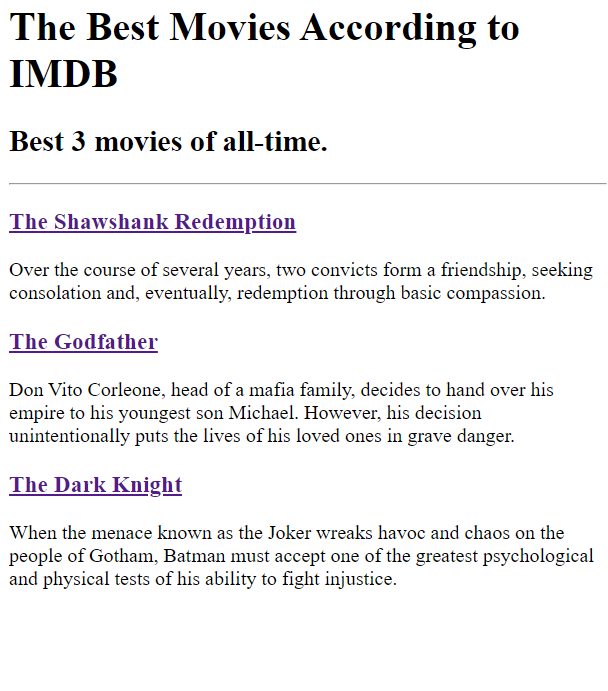 The Best Movies According to
IMDB
Best 3 movies of all-time.
The Shawshank Redemption
Over the course of several years, two convicts form a friendship, seeking
consolation and, eventually, redemption through basic compassion.
The Godfather
Don Vito Corleone, head of a mafia family, decides to hand over his
empire to his youngest son Michael. However, his decision
unintentionally puts the lives of his loved ones in grave danger.
The Dark Knight
When the menace known as the Joker wreaks havoc and chaos on the
people of Gotham, Batman must accept one of the greatest psychological
and physical tests of his ability to fight injustice.